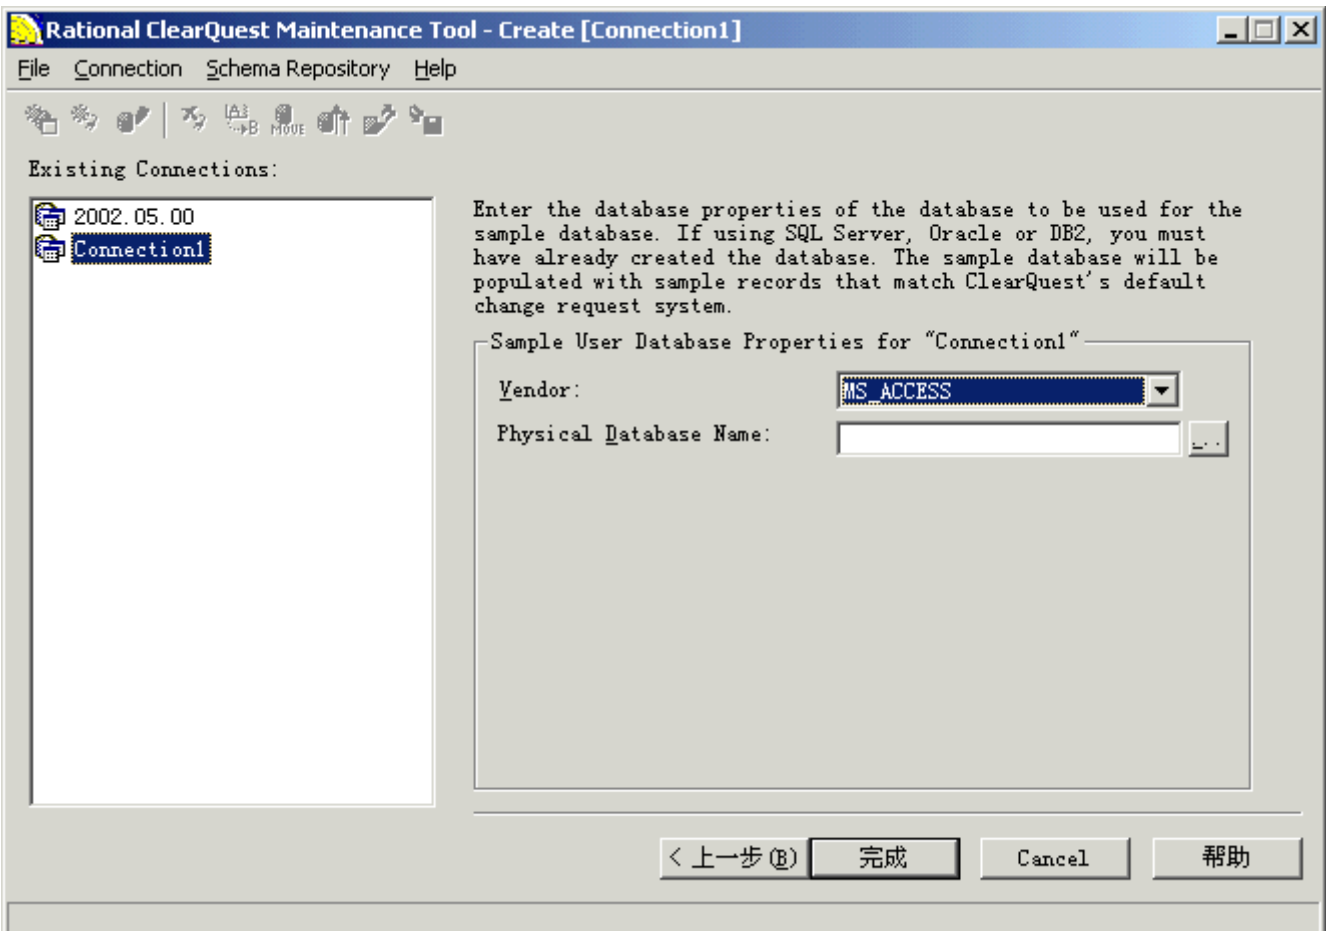 Rational ClearQuest Maintenance Tool - Create [Connection1]
File Connection Schema Repository Help
A3
B
MOVE
Existing Connections:
2002.05.00
Connection1
Enter the database properties of the database to be used for the
sample database. If using SQL Server, Oracle or DB2, you must
have already created the database. The sample database will be
populated with sample records that match ClearQuest's default
change request system.
Sample User Database Properties for "Connection1"
Vendor: MS_ACCESS
Physical Database Name: ...
< 上一步(B) 完成 Cancel 帮助